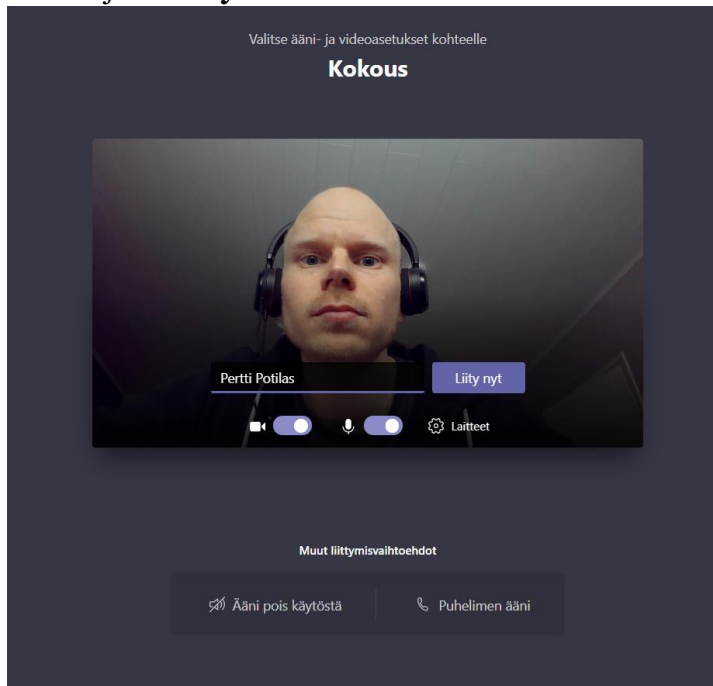 Valitse ääni- ja videoasetukset kohteelle
Kokous
Pertti Potilas
Liity nyt
Laitteet
Muut liittymisvaihtoehdot
Ääni pois käytöstä
Puhelimen ääni